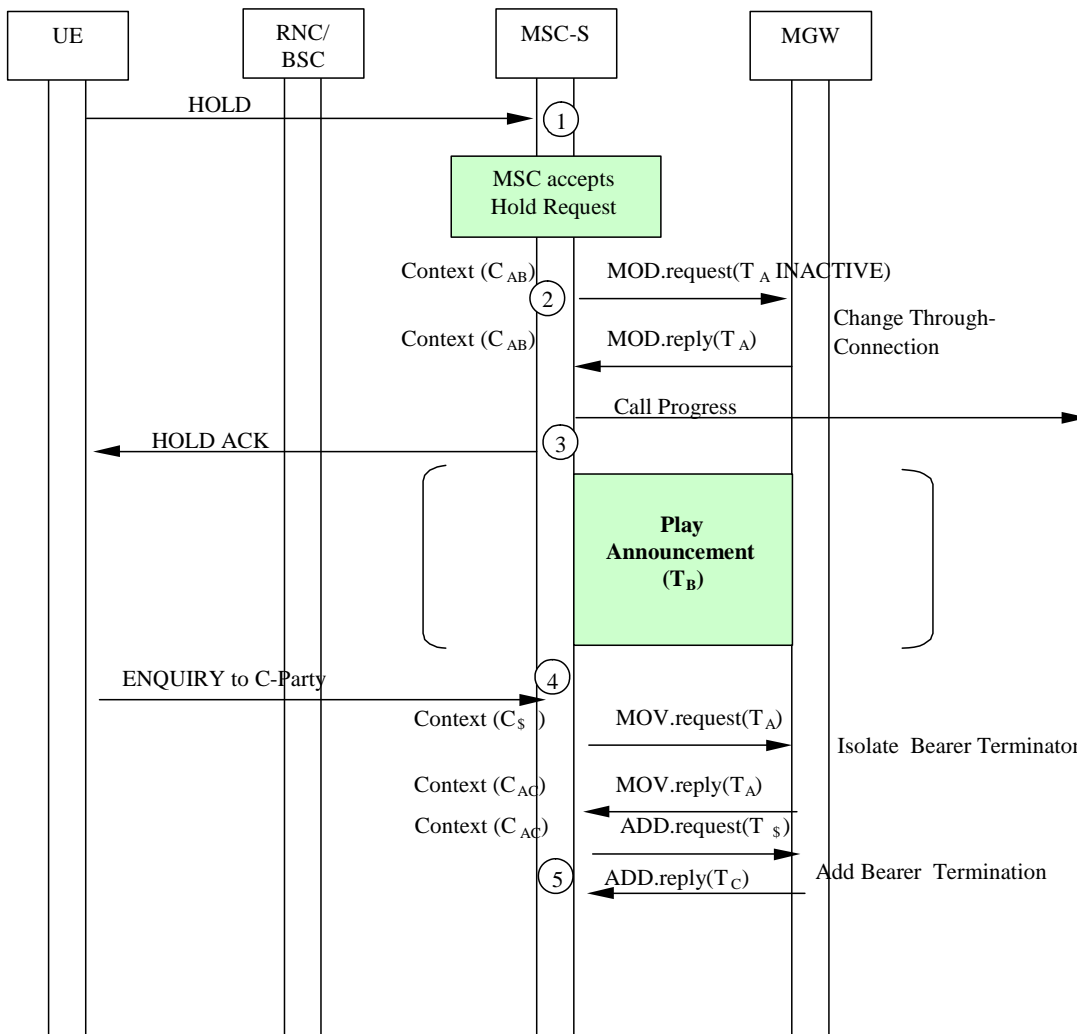 UE
RNC/
BSC
MSC-S
MGW
HOLD
1
MSC accepts
Hold Request
Context (C AB)
MOD.request(T A INACTIVE)
2
Change Through-
Connection
Context (C AB)
MOD.reply(T A)
Call Progress
HOLD ACK
3
Play
Announcement
(T B)
ENQUIRY to C-Party
4
Context (C $ )
MOV.request(T A)
Isolate Bearer Terminator
Context (C AC)
MOV.reply(T A)
Context (C AC)
ADD.request(T $)
5
ADD.reply(T C)
Add Bearer Termination